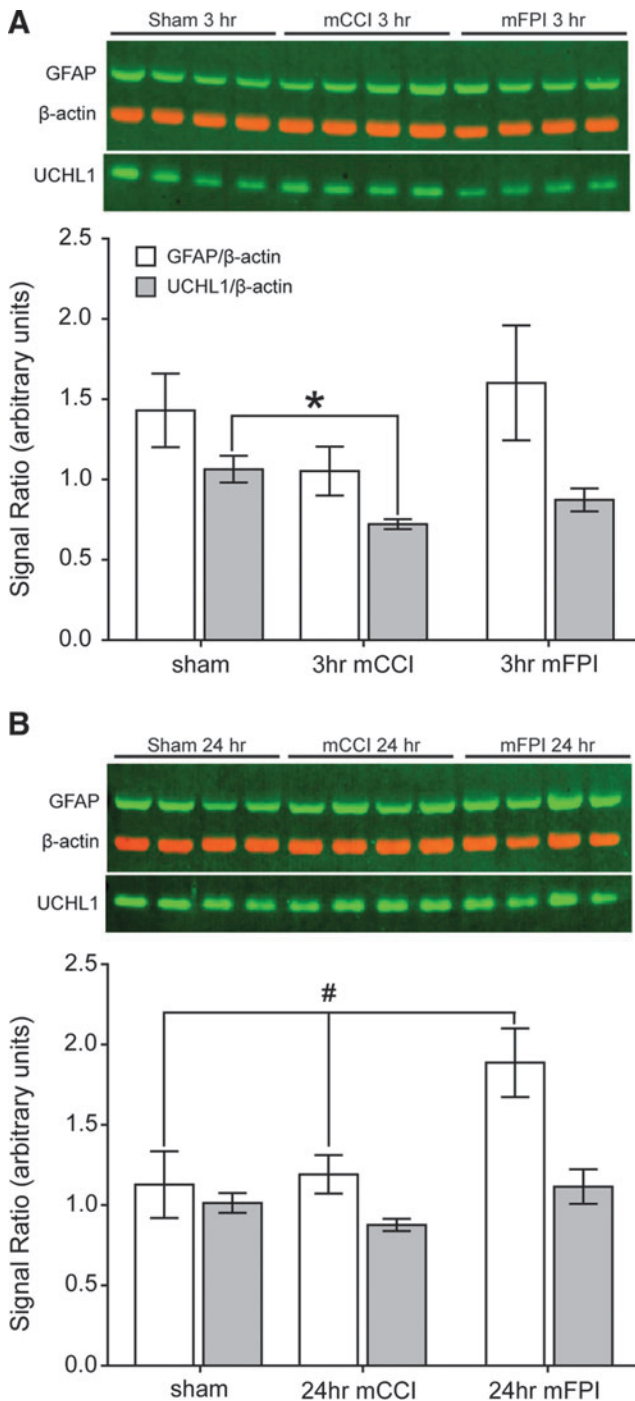 A
Sham 3 hr mCCI 3 hr mFPI 3 hr
GFAP
β-actin
UCHL1
2.5
2.0
1.5
1.0
0.5
0.0
Signal Ratio (arbitrary units)
GFAP/β-actin
UCHL1/β-actin
*
sham 3hr mCCI 3hr mFPI
B
Sham 24 hr mCCI 24 hr mFPI 24 hr
GFAP
β-actin
UCHL1
2.5
2.0
1.5
1.0
0.5
0.0
Signal Ratio (arbitrary units)
#
sham 24hr mCCI 24hr mFPI